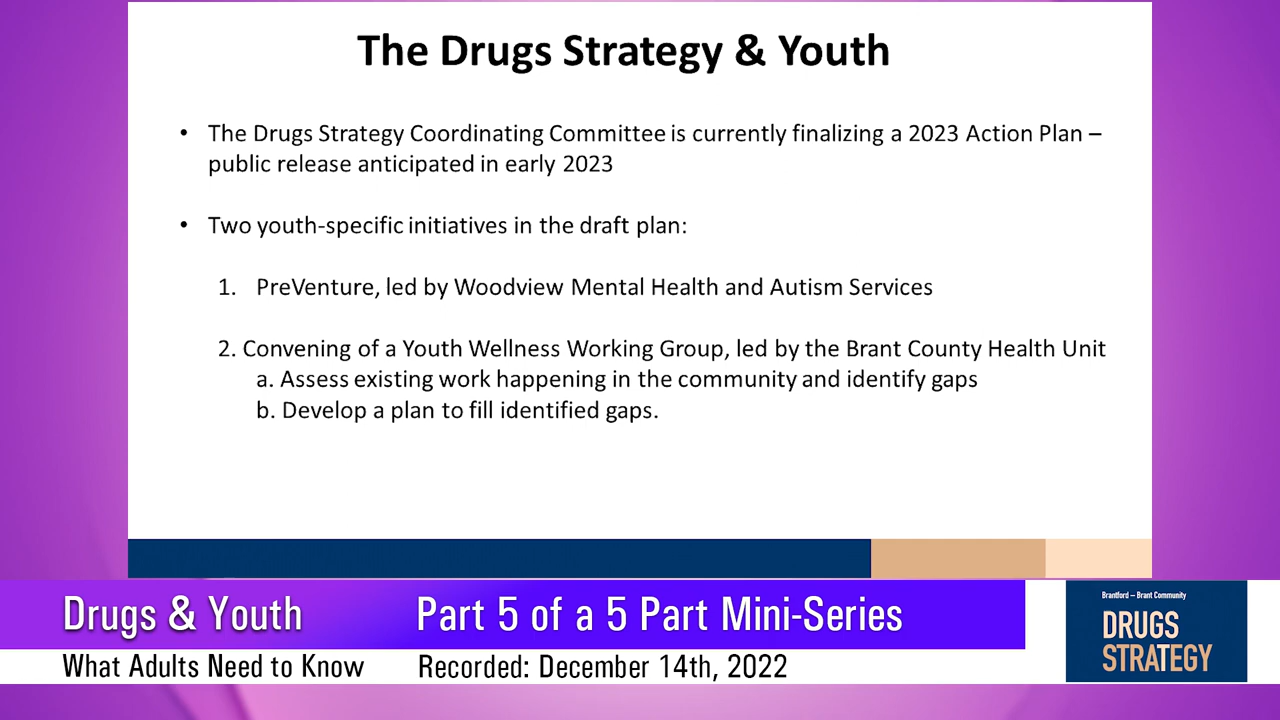 The Drugs Strategy & Youth
• The Drugs Strategy Coordinating Committee is currently finalizing a 2023 Action Plan –
public release anticipated in early 2023
• Two youth-specific initiatives in the draft plan:
1. PreVenture, led by Woodview Mental Health and Autism Services
2. Convening of a Youth Wellness Working Group, led by the Brant County Health Unit
a. Assess existing work happening in the community and identify gaps
b. Develop a plan to fill identified gaps.
Drugs & Youth
Part 5 of a 5 Part Mini-Series
What Adults Need to Know
Recorded: December 14th, 2022
Brantford – Brant Community
DRUGS
STRATEGY